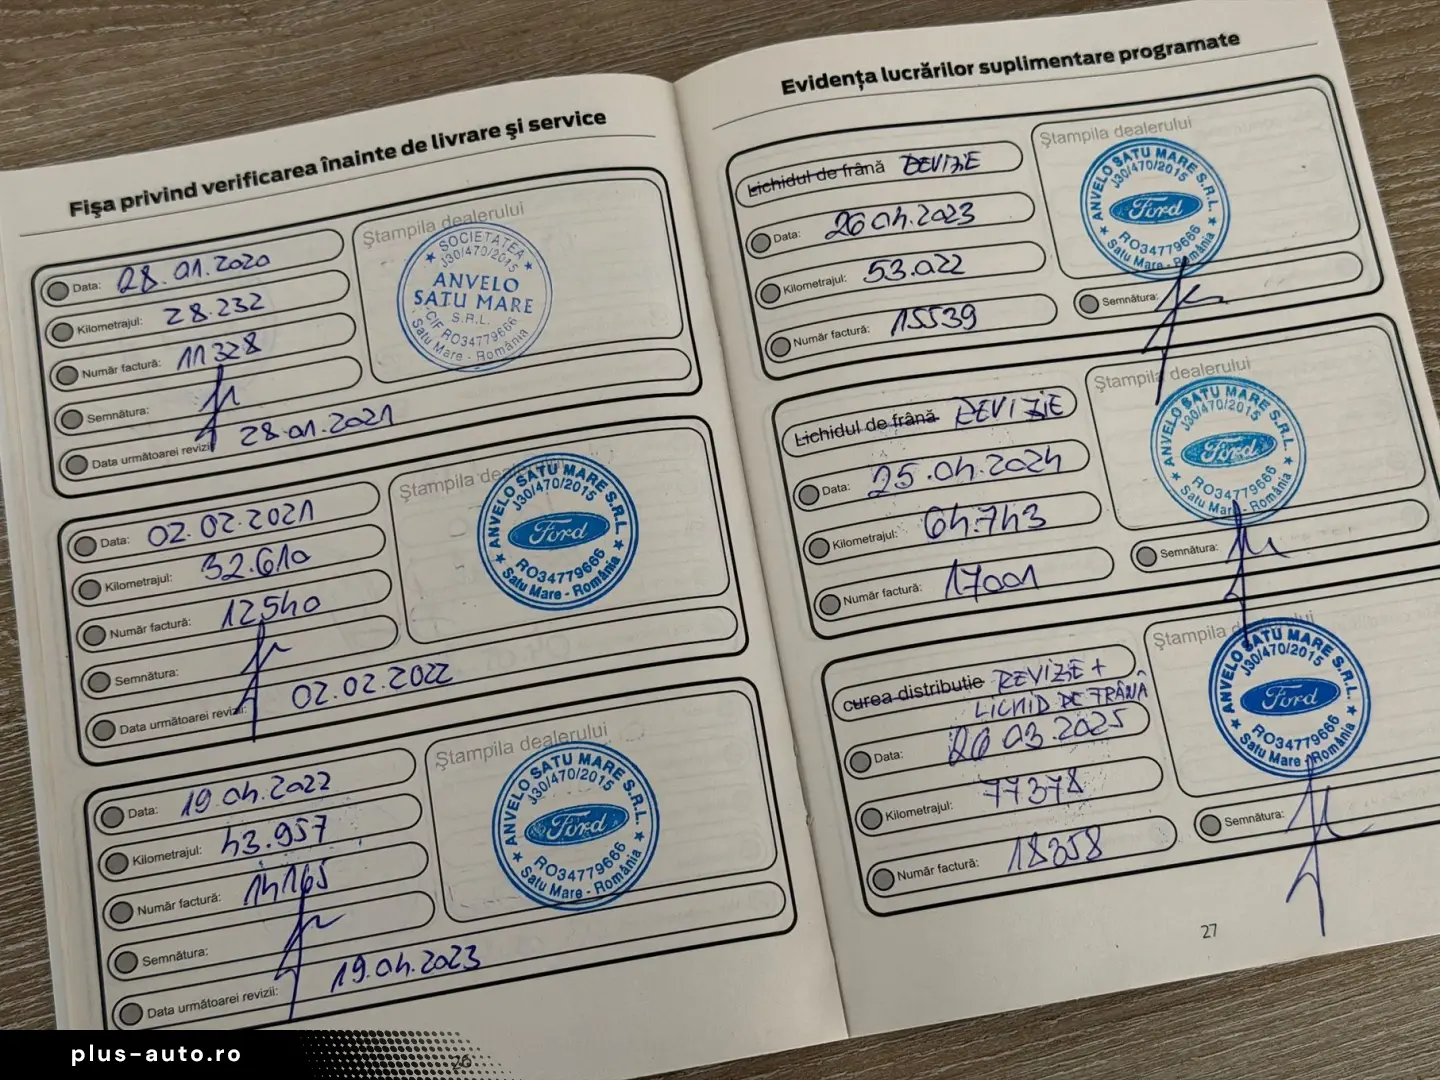 Fişa privind verificarea înainte de livrare şi service
Data: 28.01.2020
Kilometrajul: 28.232
Număr factură: 11328
Semnătura:
Data următoarei revizii: 28.01.2021
Ştampila dealerului
SOCIETATEA
J30/470/2015
ANVELO
SATU MARE
S.R.L.
CIF RO34779666
Satu Mare - România
Data: 02.02.2021
Kilometrajul: 32.610
Număr factură: 12540
Semnătura:
Data următoarei revizii: 02.02.2022
Ştampila dealerului
ANVELO SATU MARE S.R.L.
J30/470/2015
Ford
RO34779666
Satu Mare - România
Data: 19.04.2022
Kilometrajul: 43.957
Număr factură: 14165
Semnătura:
Data următoarei revizii: 19.04.2023
Ştampila dealerului
ANVELO SATU MARE S.R.L.
J30/470/2015
Ford
RO34779666
Satu Mare - România
26
Evidenţa lucrărilor suplimentare programate
Lichidul de frână REVIZIE
Data: 26 04.2023
Kilometrajul: 53.022
Număr factură: 15539
Ştampila dealerului
ANVELO SATU MARE S.R.L.
J30/470/2015
Ford
RO34779666
Satu Mare - România
Semnătura:
Lichidul de frână REVIZIE
Data: 25.04.2024
Kilometrajul: 64.743
Număr factură: 17001
Ştampila dealerului
ANVELO SATU MARE S.R.L.
J30/470/2015
Ford
RO34779666
Satu Mare - România
Semnătura:
curea distribuţie REVIZIE +
LICHID DE FRÂNĂ
Data: 26 03.2025
Kilometrajul: 77378
Număr factură: 18358
Ştampila dealerului
ANVELO SATU MARE S.R.L.
J30/470/2015
Ford
RO34779666
Satu Mare - România
Semnătura:
27
plus-auto.ro